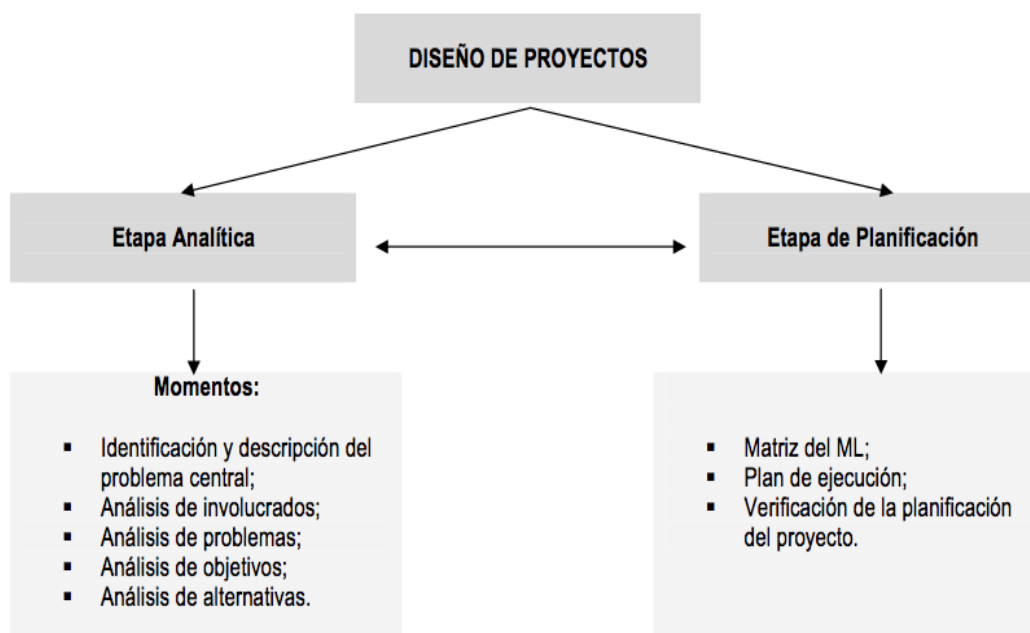 DISEÑO DE PROYECTOS
Etapa Analítica
Etapa de Planificación
Momentos:
▪ Identificación y descripción del
problema central;
▪ Análisis de involucrados;
▪ Análisis de problemas;
▪ Análisis de objetivos;
▪ Análisis de alternativas.
▪ Matriz del ML;
▪ Plan de ejecución;
▪ Verificación de la planificación
del proyecto.